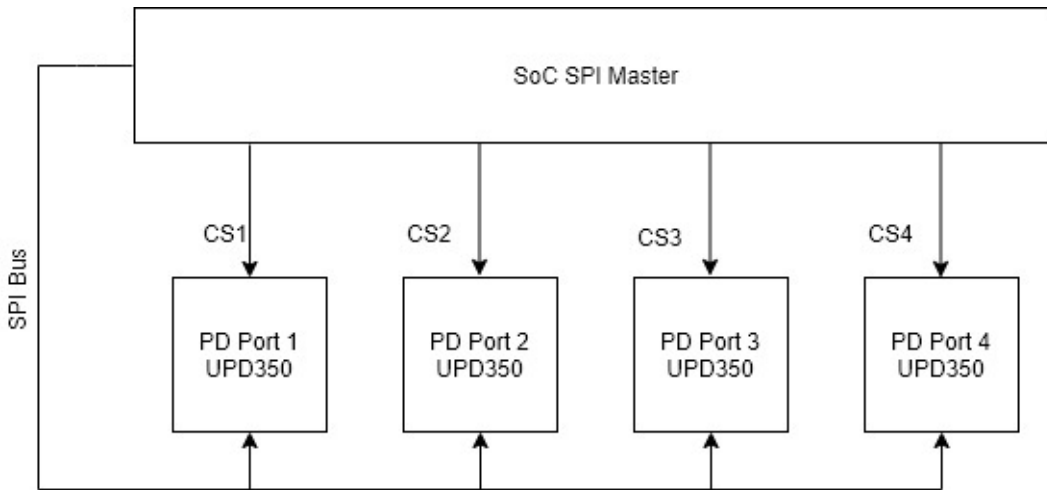 SoC SPI Master
SPI Bus
CS1
CS2
CS3
CS4
PD Port 1
UPD350
PD Port 2
UPD350
PD Port 3
UPD350
PD Port 4
UPD350